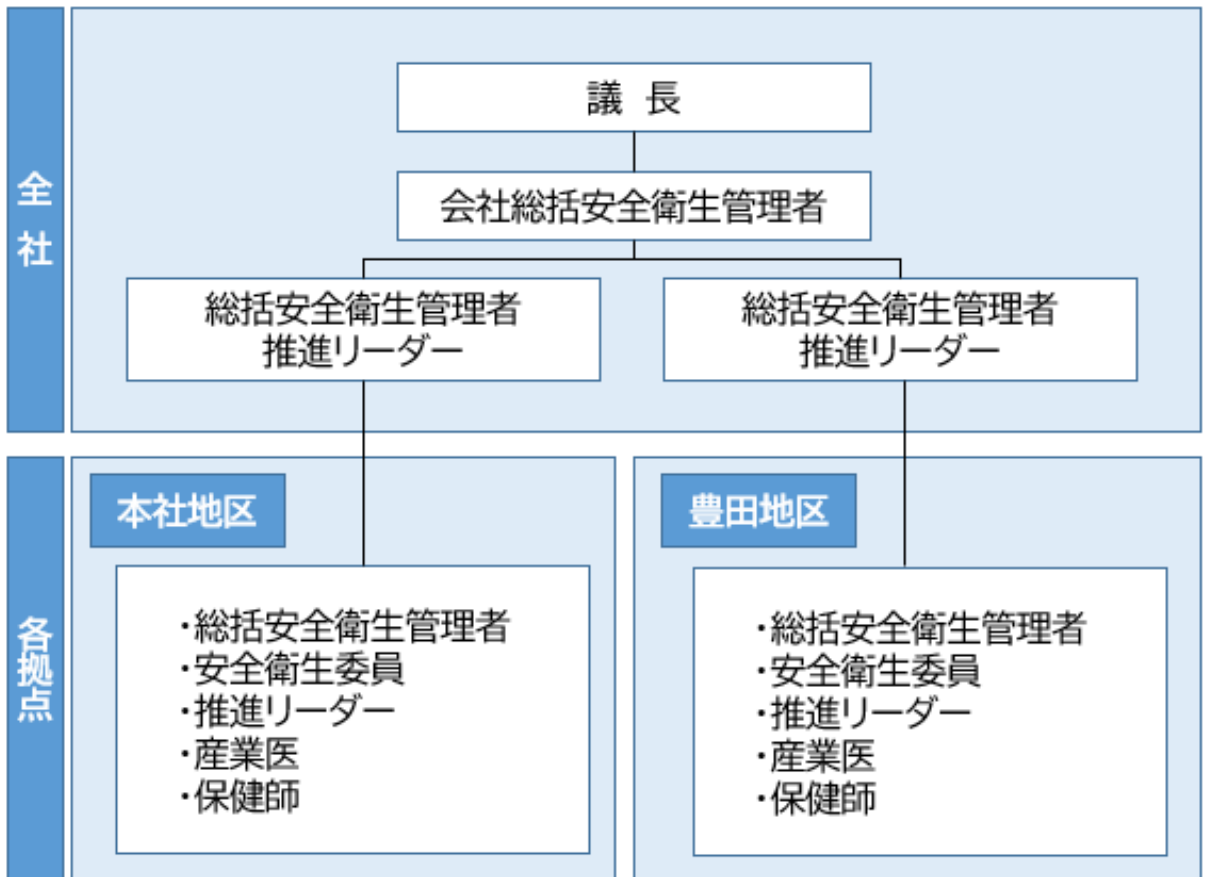 全社
議 長
会社総括安全衛生管理者
総括安全衛生管理者
推進リーダー
総括安全衛生管理者
推進リーダー
各拠点
本社地区
・総括安全衛生管理者
・安全衛生委員
・推進リーダー
・産業医
・保健師
豊田地区
・総括安全衛生管理者
・安全衛生委員
・推進リーダー
・産業医
・保健師